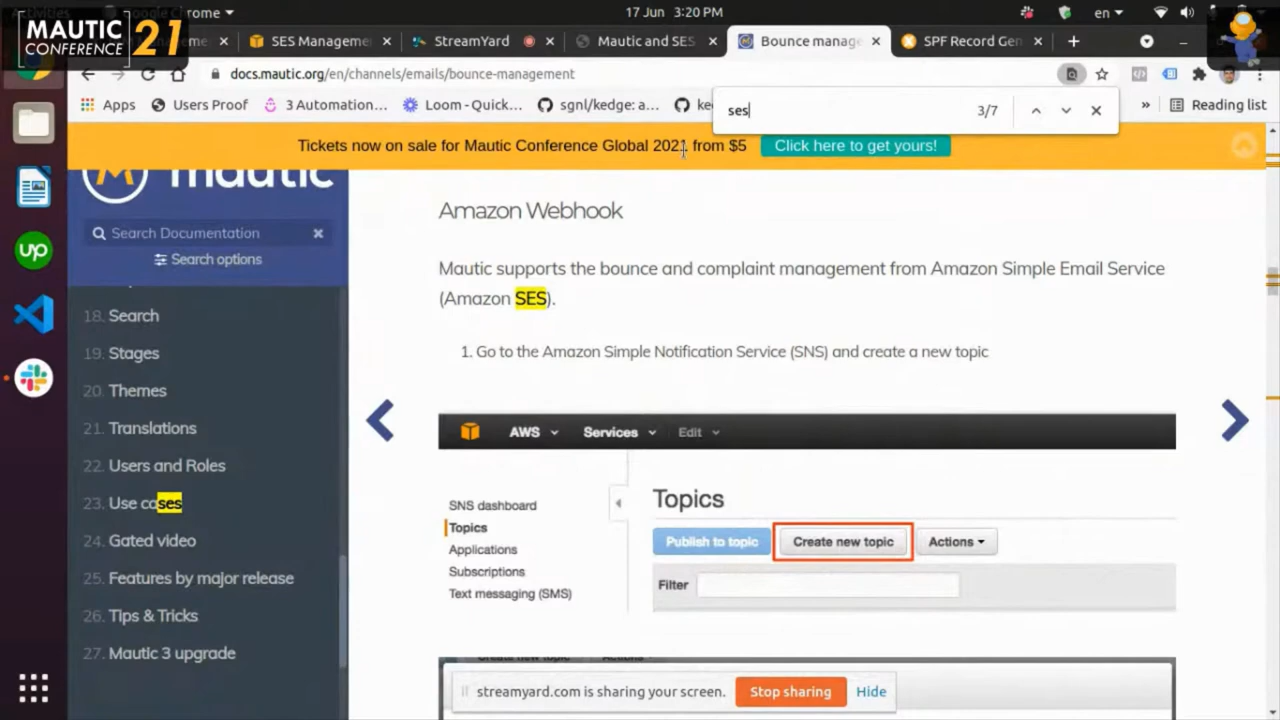 Activities
Google Chrome
17 Jun 3:20 PM
en
MAUTIC
CONFERENCE
21
SES Manageme
StreamYard
Mautic and SES
Bounce manag
SPF Record Gen
docs.mautic.org/en/channels/emails/bounce-management
Apps
Users Proof
3 Automation...
Loom - Quick...
sgnl/kedge: a...
Reading list
ses
3/7
Tickets now on sale for Mautic Conference Global 2021 from $5
Click here to get yours!
mautic
Search Documentation
Search options
18. Search
19. Stages
20. Themes
21. Translations
22. Users and Roles
23. Use cases
24. Gated video
25. Features by major release
26. Tips & Tricks
27. Mautic 3 upgrade
Amazon Webhook
Mautic supports the bounce and complaint management from Amazon Simple Email Service
(Amazon SES).
1. Go to the Amazon Simple Notification Service (SNS) and create a new topic
AWS
Services
Edit
SNS dashboard
Topics
Applications
Subscriptions
Text messaging (SMS)
Topics
Publish to topic
Create new topic
Actions
Filter
streamyard.com is sharing your screen.
Stop sharing
Hide
up